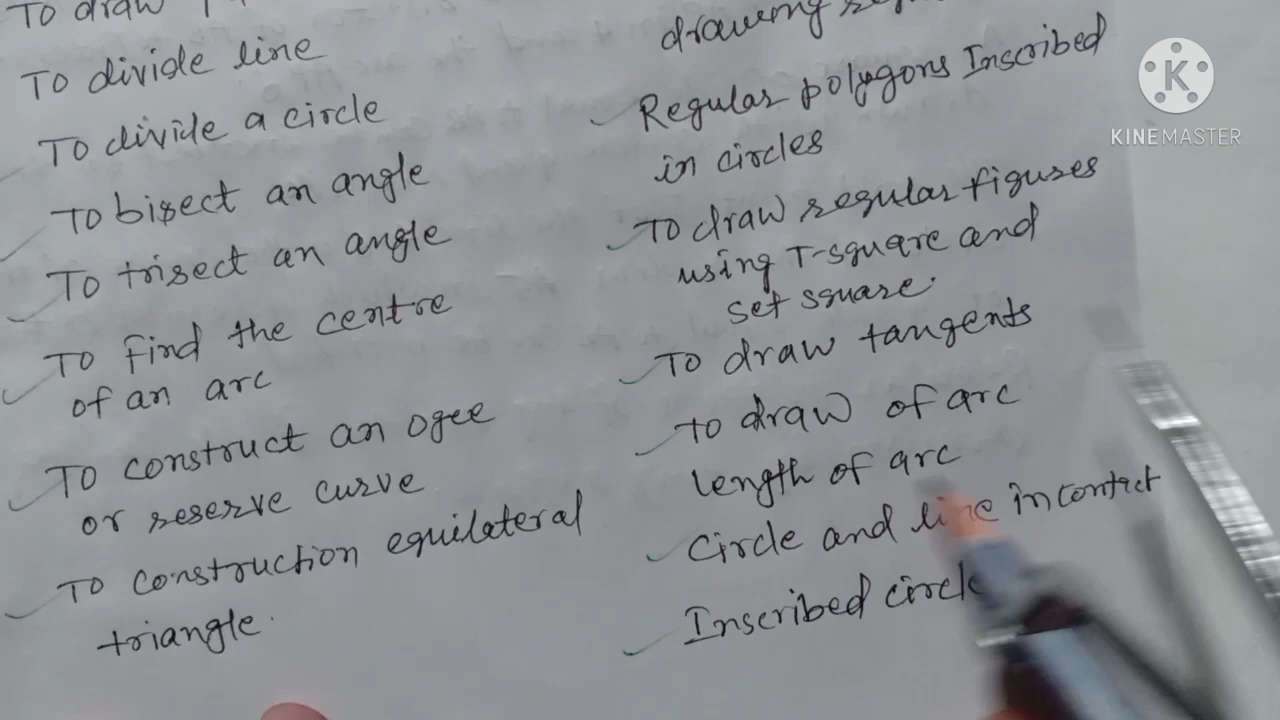 To draw
To divide line
To divide a circle
To bisect an angle
To trisect an angle
To find the centre
of an arc
To construct an ogee
or reserve curve
To construction equilateral
triangle.
drawing
Regular polygons Inscribed
in circles
To draw regular figures
using T-square and
set square.
To draw tangents
To draw of arc
length of arc
Circle and line in contact
Inscribed circle
K
KINEMASTER